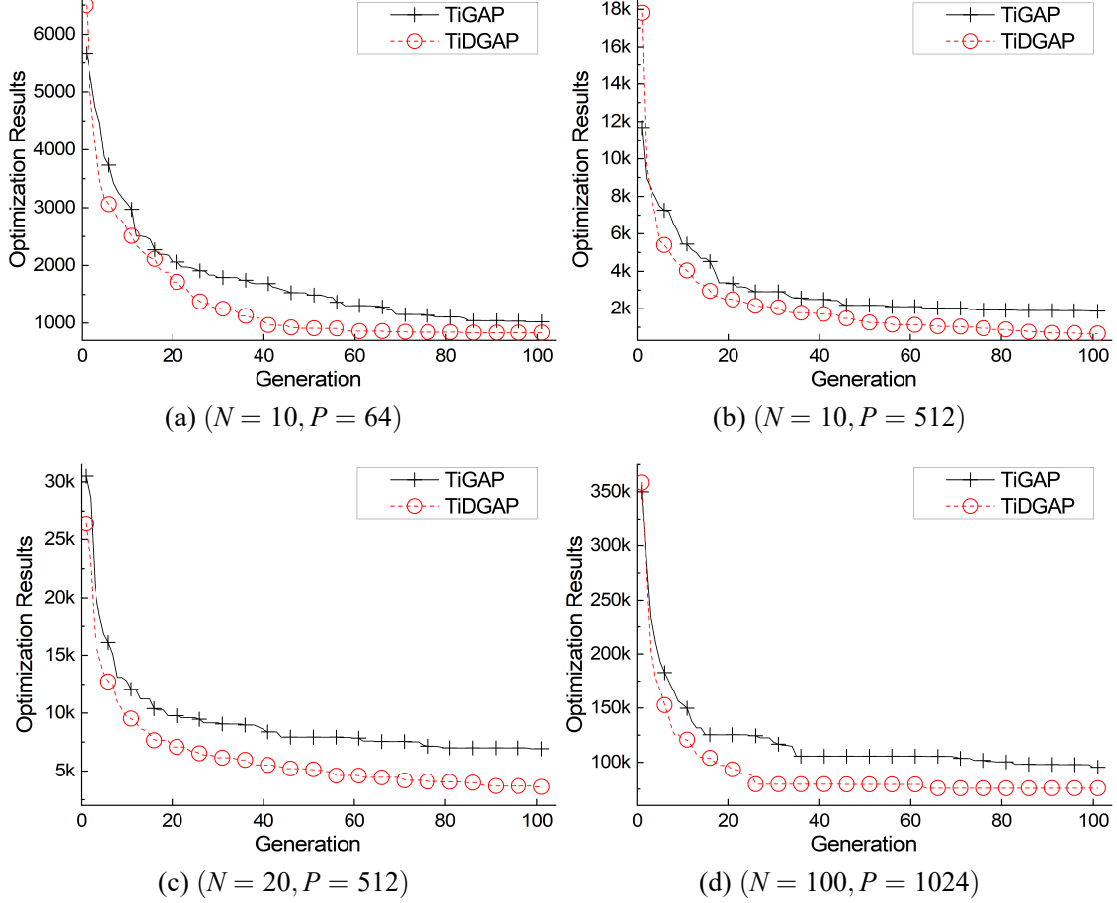 TiGAP
TiDGAP
Optimization Results
6000
5000
4000
3000
2000
1000
0
20
40
60
80
100
Generation
(a) (N = 10, P = 64)
TiGAP
TiDGAP
Optimization Results
18k
16k
14k
12k
10k
8k
6k
4k
2k
0
20
40
60
80
100
Generation
(b) (N = 10, P = 512)
TiGAP
TiDGAP
Optimization Results
30k
25k
20k
15k
10k
5k
0
20
40
60
80
100
Generation
(c) (N = 20, P = 512)
TiGAP
TiDGAP
Optimization Results
350k
300k
250k
200k
150k
100k
0
20
40
60
80
100
Generation
(d) (N = 100, P = 1024)